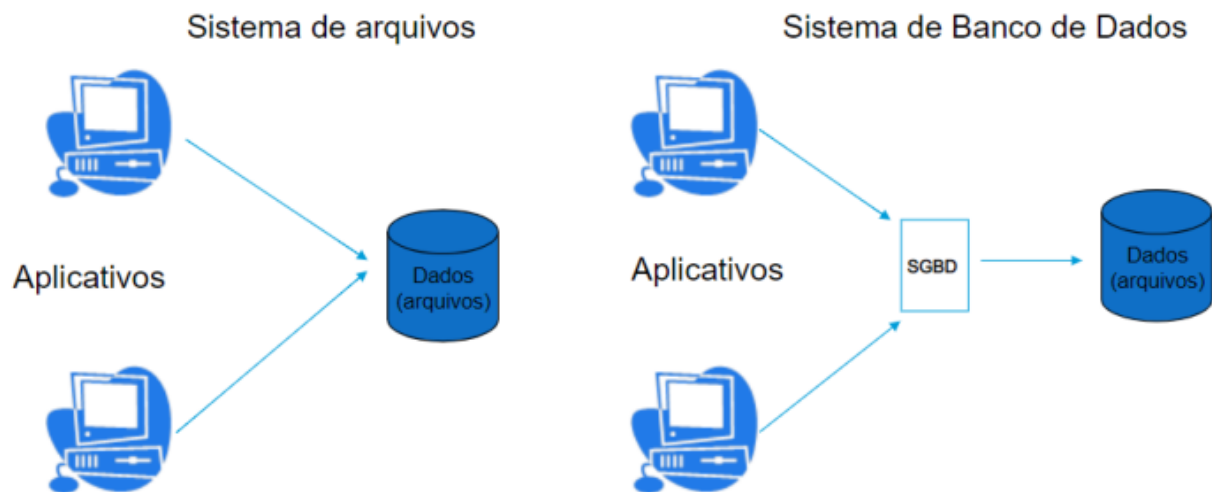 Sistema de arquivos
Aplicativos
Dados
(arquivos)
Sistema de Banco de Dados
Aplicativos
SGBD
Dados
(arquivos)